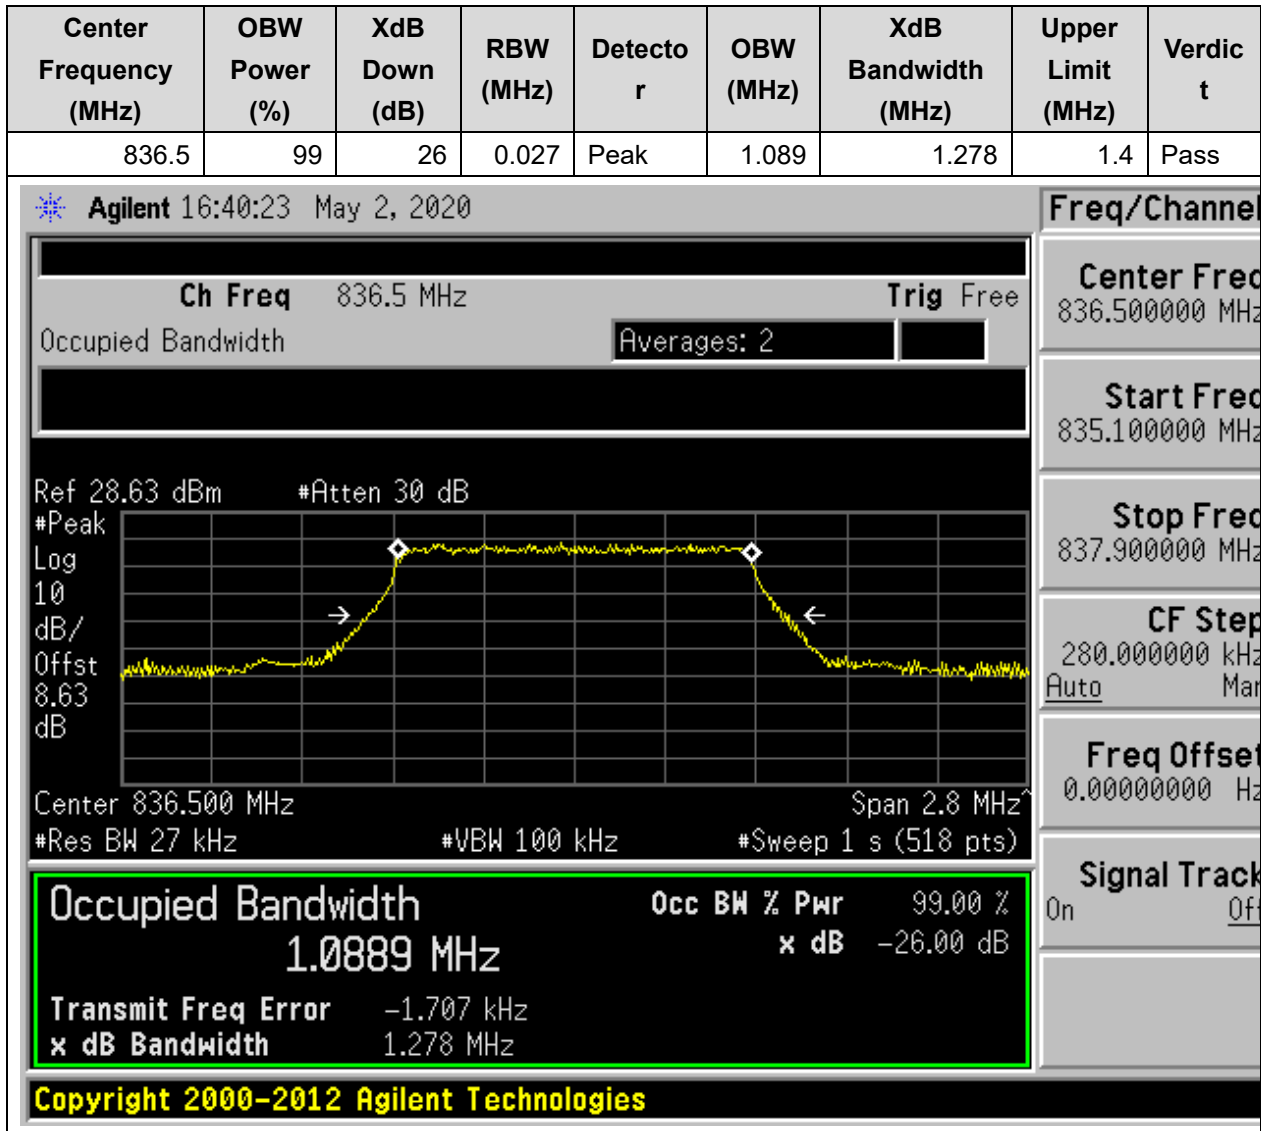 Center Frequency (MHz) OBW Power (%) XdB Down (dB) RBW (MHz) Detector OBW (MHz) XdB Bandwidth (MHz) Upper Limit (MHz) Verdict
836.5 99 26 0.027 Peak 1.089 1.278 1.4 Pass
Agilent 16:40:23 May 2, 2020
Ch Freq 836.5 MHz Trig Free
Occupied Bandwidth Averages: 2
Ref 28.63 dBm #Atten 30 dB
#Peak
Log
10
dB/
Offst
8.63
dB
Center 836.500 MHz Span 2.8 MHz^
#Res BW 27 kHz #VBW 100 kHz #Sweep 1 s (518 pts)
Occupied Bandwidth Occ BW % Pwr 99.00 %
1.0889 MHz x dB -26.00 dB
Transmit Freq Error -1.707 kHz
x dB Bandwidth 1.278 MHz
Copyright 2000-2012 Agilent Technologies
Freq/Channel
Center Freq
836.500000 MHz
Start Freq
835.100000 MHz
Stop Freq
837.900000 MHz
CF Step
280.000000 kHz
Auto Man
Freq Offset
0.00000000 Hz
Signal Track
On Off